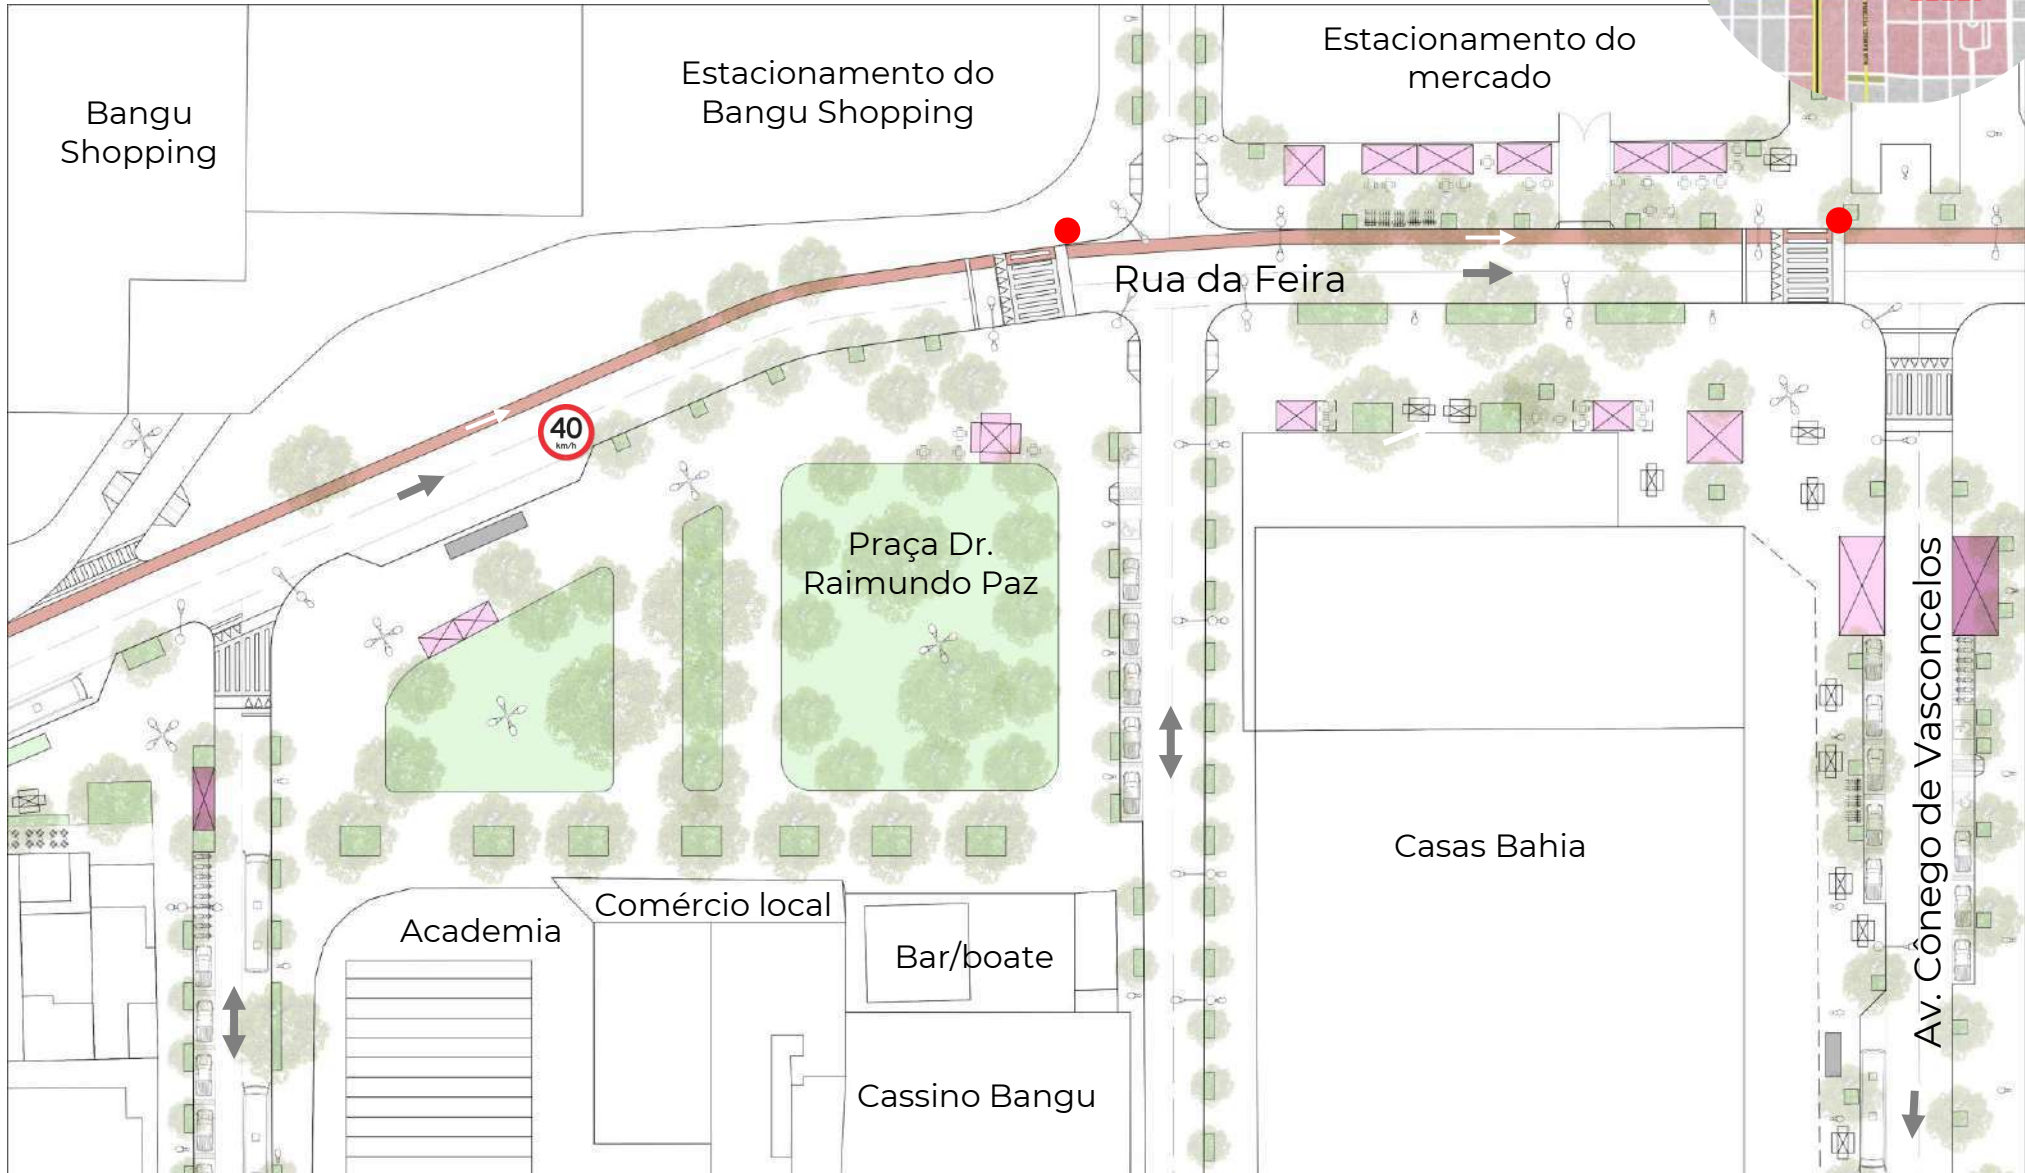 Bangu
Shopping
Estacionamento do
Bangu Shopping
Estacionamento do
mercado
Rua da Feira
40
km/h
Praça Dr.
Raimundo Paz
Av. Cônego de Vasconcelos
Casas Bahia
Academia
Comércio local
Bar/boate
Cassino Bangu